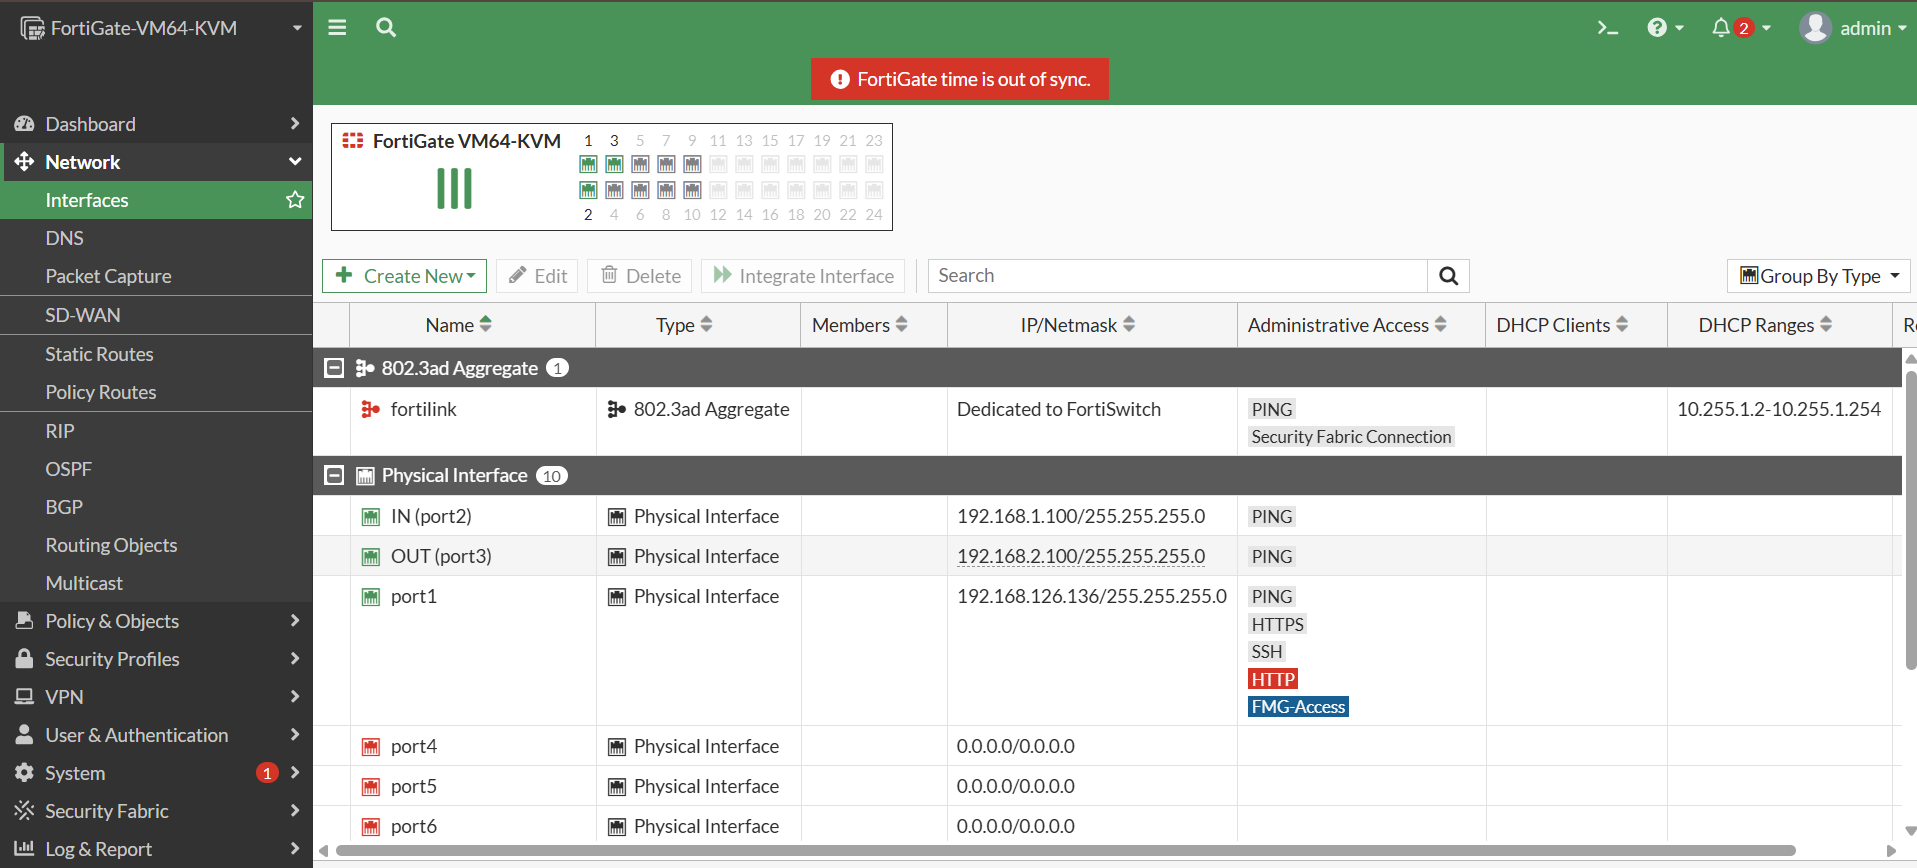 FortiGate-VM64-KVM
2
admin
FortiGate time is out of sync.
Dashboard
Network
Interfaces
DNS
Packet Capture
SD-WAN
Static Routes
Policy Routes
RIP
OSPF
BGP
Routing Objects
Multicast
Policy & Objects
Security Profiles
VPN
User & Authentication
System 1
Security Fabric
Log & Report
FortiGate VM64-KVM
1 3 5 7 9 11 13 15 17 19 21 23
2 4 6 8 10 12 14 16 18 20 22 24
Create New Edit Delete Integrate Interface Search Group By Type
Name Type Members IP/Netmask Administrative Access DHCP Clients DHCP Ranges
802.3ad Aggregate 1
fortilink 802.3ad Aggregate Dedicated to FortiSwitch PING 10.255.1.2-10.255.1.254
Security Fabric Connection
Physical Interface 10
IN (port2) Physical Interface 192.168.1.100/255.255.255.0 PING
OUT (port3) Physical Interface 192.168.2.100/255.255.255.0 PING
port1 Physical Interface 192.168.126.136/255.255.255.0 PING
HTTPS
SSH
HTTP
FMG-Access
port4 Physical Interface 0.0.0.0/0.0.0.0
port5 Physical Interface 0.0.0.0/0.0.0.0
port6 Physical Interface 0.0.0.0/0.0.0.0